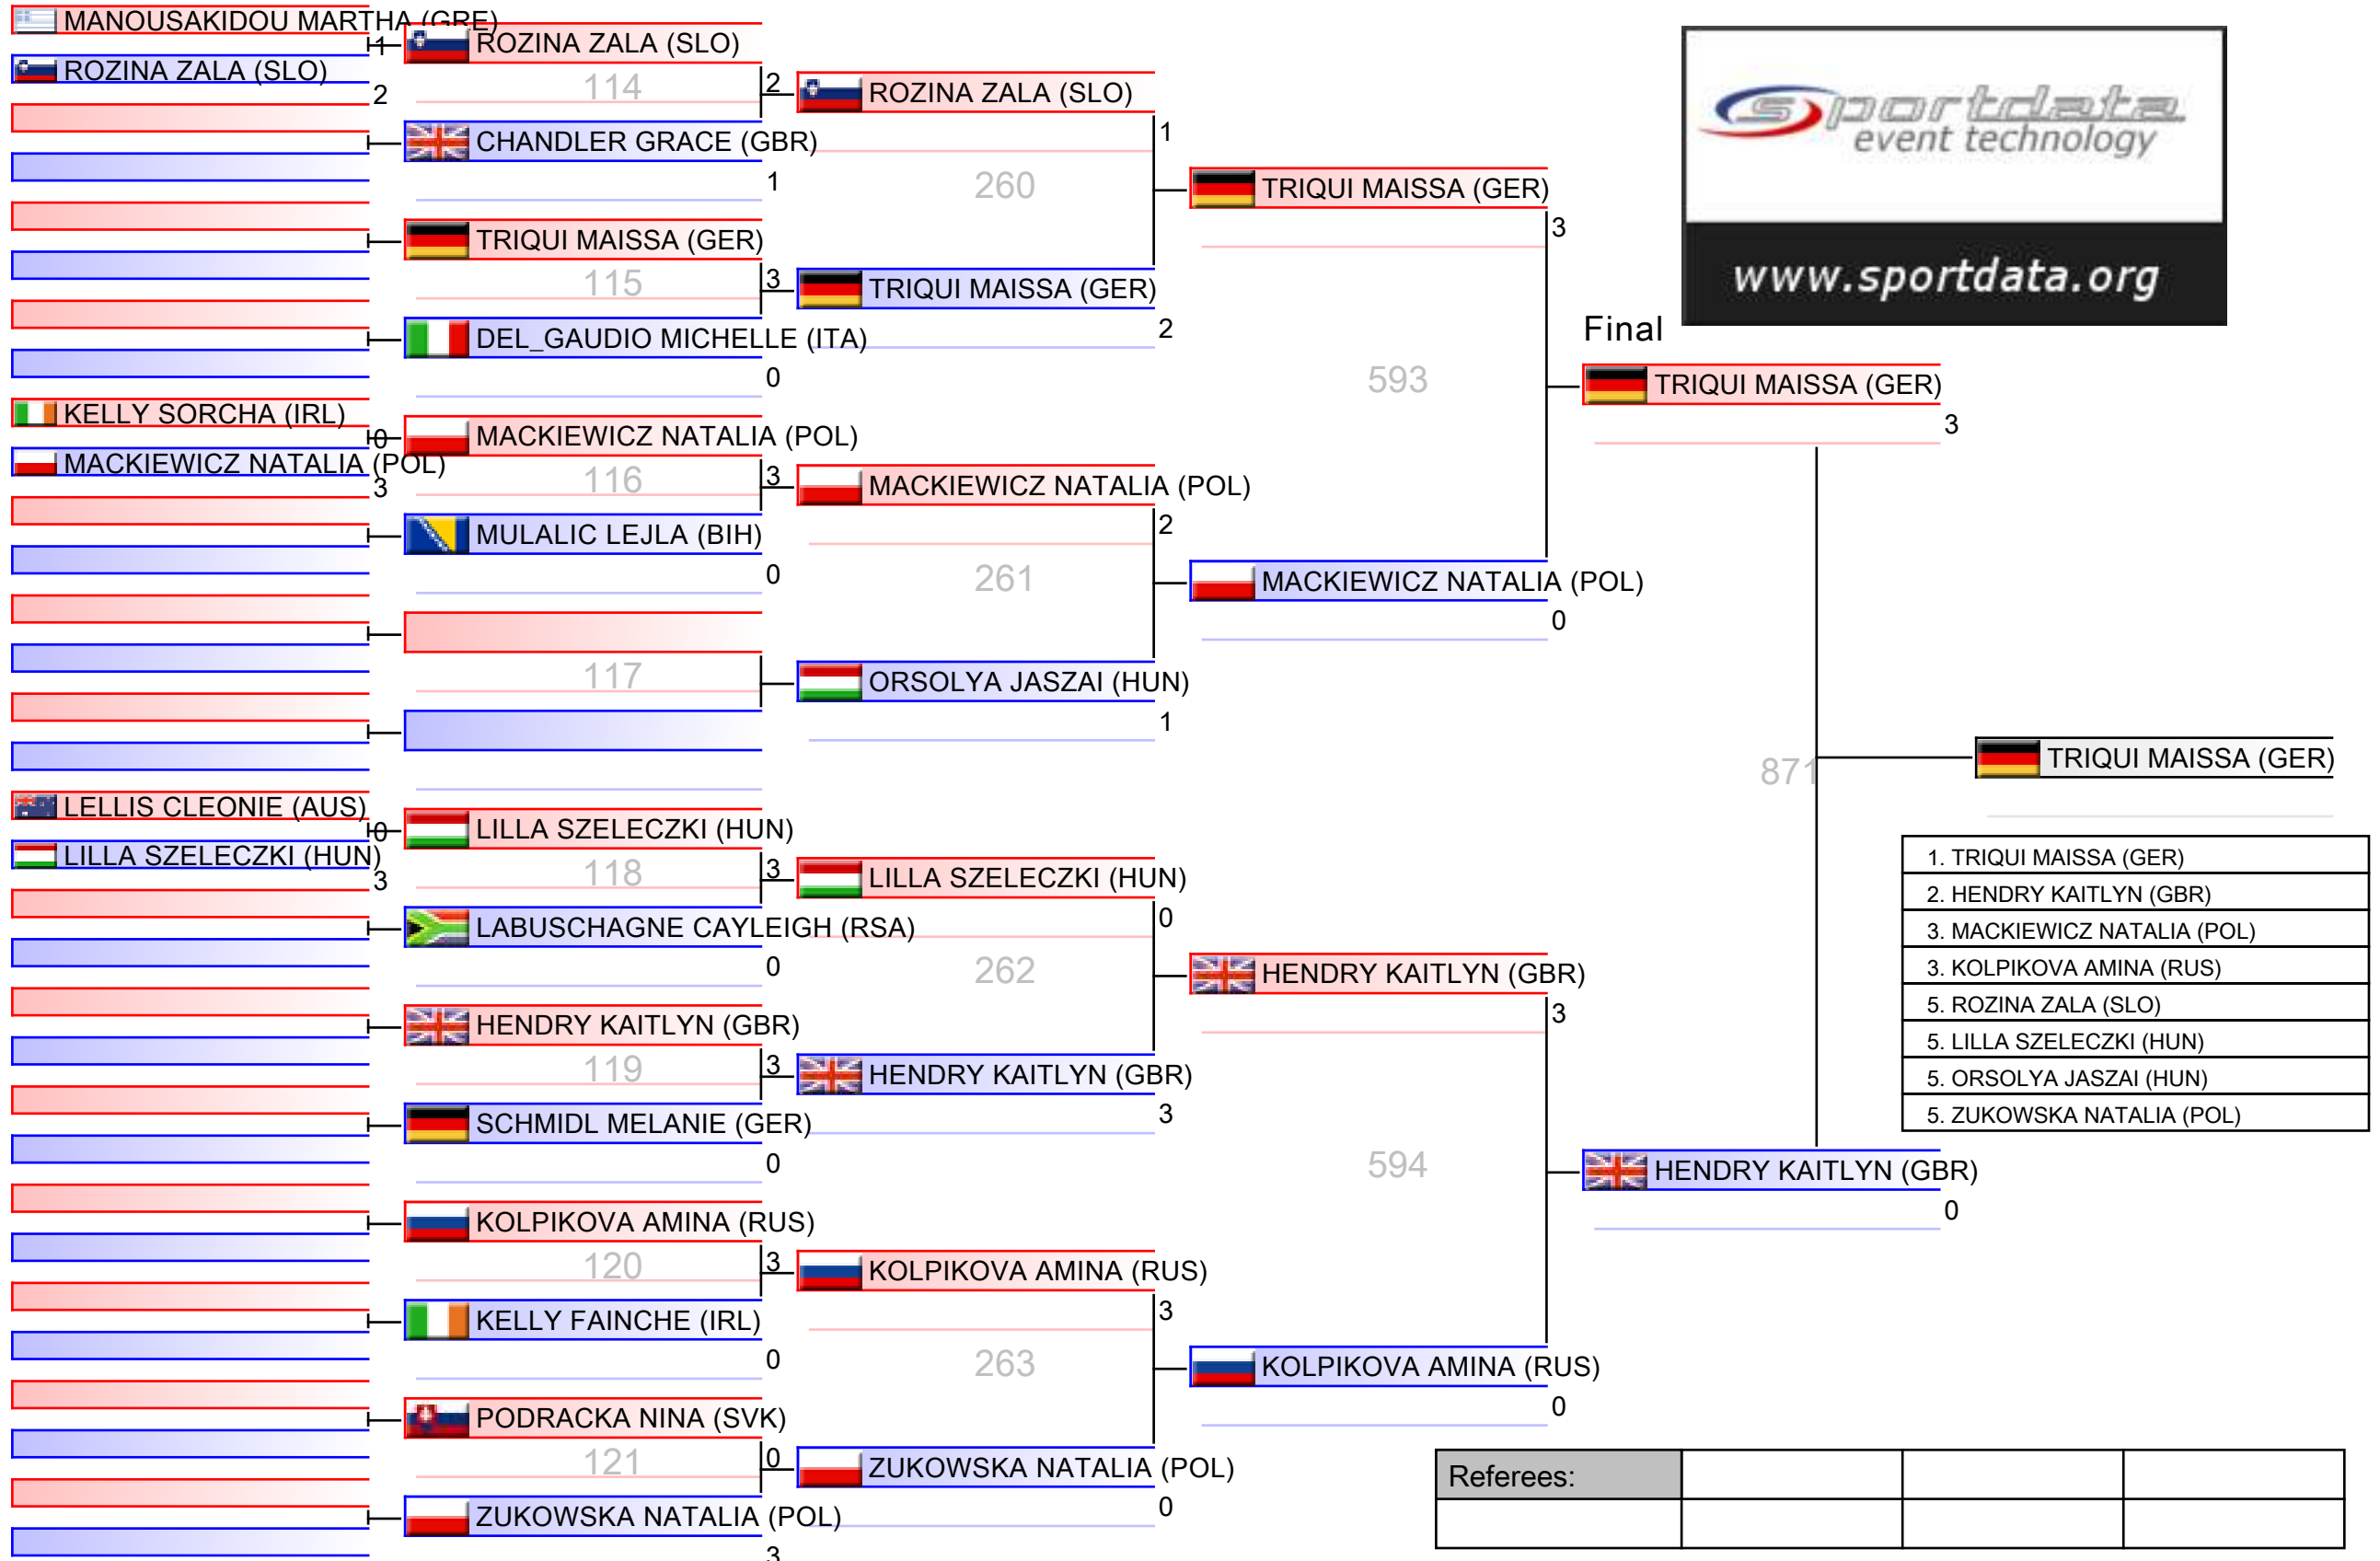 MANOUSAKIDOU MARTHA (GRE)
1
ROZINA ZALA (SLO)
2
KELLY SORCHA (IRL)
0
MACKIEWICZ NATALIA (POL)
3
LELLIS CLEONIE (AUS)
0
LILLA SZELECZKI (HUN)
3
ROZINA ZALA (SLO)
114
2
CHANDLER GRACE (GBR)
1
TRIQUI MAISSA (GER)
115
3
DEL_GAUDIO MICHELLE (ITA)
0
MACKIEWICZ NATALIA (POL)
116
3
MULALIC LEJLA (BIH)
0
117
LILLA SZELECZKI (HUN)
118
3
LABUSCHAGNE CAYLEIGH (RSA)
0
HENDRY KAITLYN (GBR)
119
3
SCHMIDL MELANIE (GER)
0
KOLPIKOVA AMINA (RUS)
120
3
KELLY FAINCHE (IRL)
0
PODRACKA NINA (SVK)
121
0
ZUKOWSKA NATALIA (POL)
3
ROZINA ZALA (SLO)
1
260
TRIQUI MAISSA (GER)
2
MACKIEWICZ NATALIA (POL)
2
261
ORSOLYA JASZAI (HUN)
1
LILLA SZELECZKI (HUN)
0
262
HENDRY KAITLYN (GBR)
3
KOLPIKOVA AMINA (RUS)
3
263
ZUKOWSKA NATALIA (POL)
0
TRIQUI MAISSA (GER)
3
593
MACKIEWICZ NATALIA (POL)
0
HENDRY KAITLYN (GBR)
3
594
KOLPIKOVA AMINA (RUS)
0
sportdata
event technology
www.sportdata.org
Final
TRIQUI MAISSA (GER)
3
871
HENDRY KAITLYN (GBR)
0
TRIQUI MAISSA (GER)
1. TRIQUI MAISSA (GER)
2. HENDRY KAITLYN (GBR)
3. MACKIEWICZ NATALIA (POL)
3. KOLPIKOVA AMINA (RUS)
5. ROZINA ZALA (SLO)
5. LILLA SZELECZKI (HUN)
5. ORSOLYA JASZAI (HUN)
5. ZUKOWSKA NATALIA (POL)
Referees: